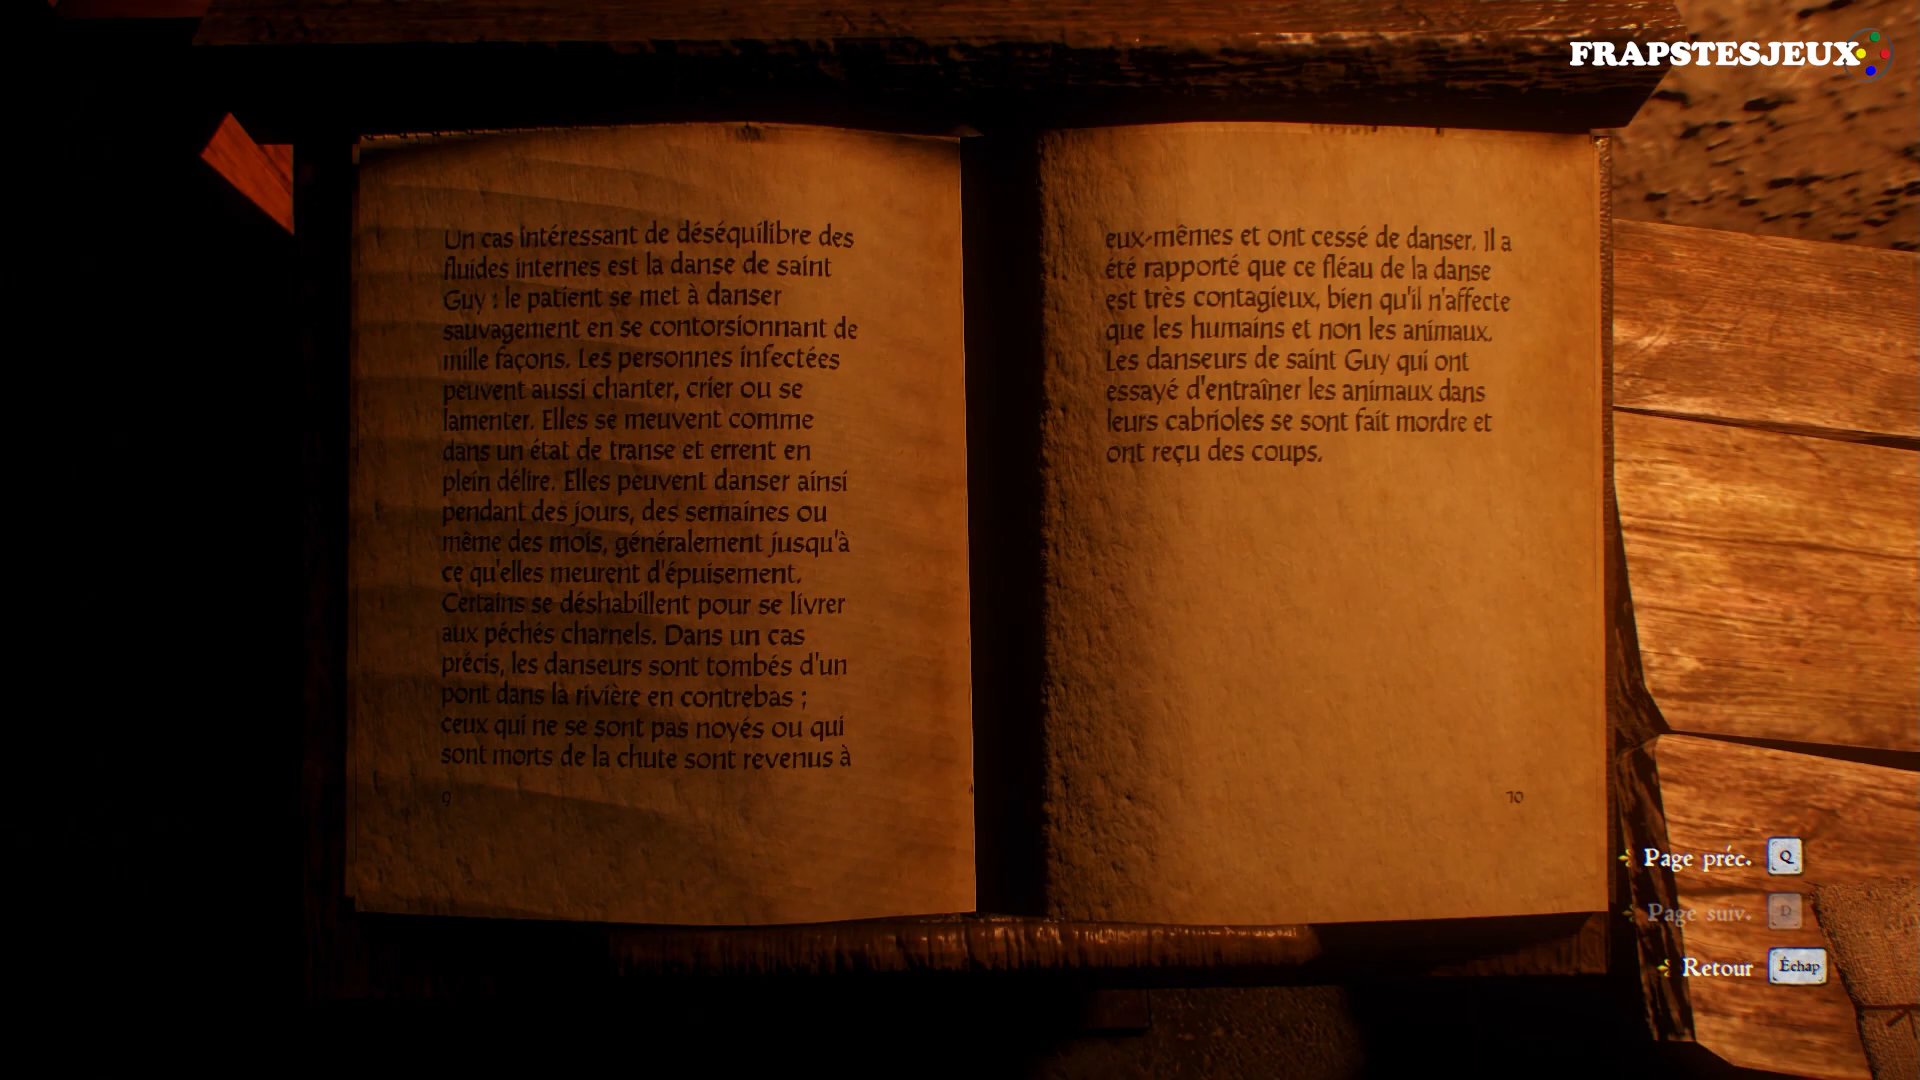 FRAPSTESJEUX
Un cas intéressant de déséquilibre des
fluides internes est la danse de saint
Guy : le patient se met à danser
sauvagement en se contorsionnant de
mille façons. Les personnes infectées
peuvent aussi chanter, crier ou se
lamenter. Elles se meuvent comme
dans un état de transe et errent en
plein délire. Elles peuvent danser ainsi
pendant des jours, des semaines ou
même des mois, généralement jusqu'à
ce qu'elles meurent d'épuisement.
Certains se déshabillent pour se livrer
aux péchés charnels. Dans un cas
précis, les danseurs sont tombés d'un
pont dans la rivière en contrebas ;
ceux qui ne se sont pas noyés ou qui
sont morts de la chute sont revenus à
9
eux-mêmes et ont cessé de danser. Il a
été rapporté que ce fléau de la danse
est très contagieux, bien qu'il n'affecte
que les humains et non les animaux.
Les danseurs de saint Guy qui ont
essayé d'entraîner les animaux dans
leurs cabrioles se sont fait mordre et
ont reçu des coups.
10
Page préc. Q
Page suiv. D
Retour Échap